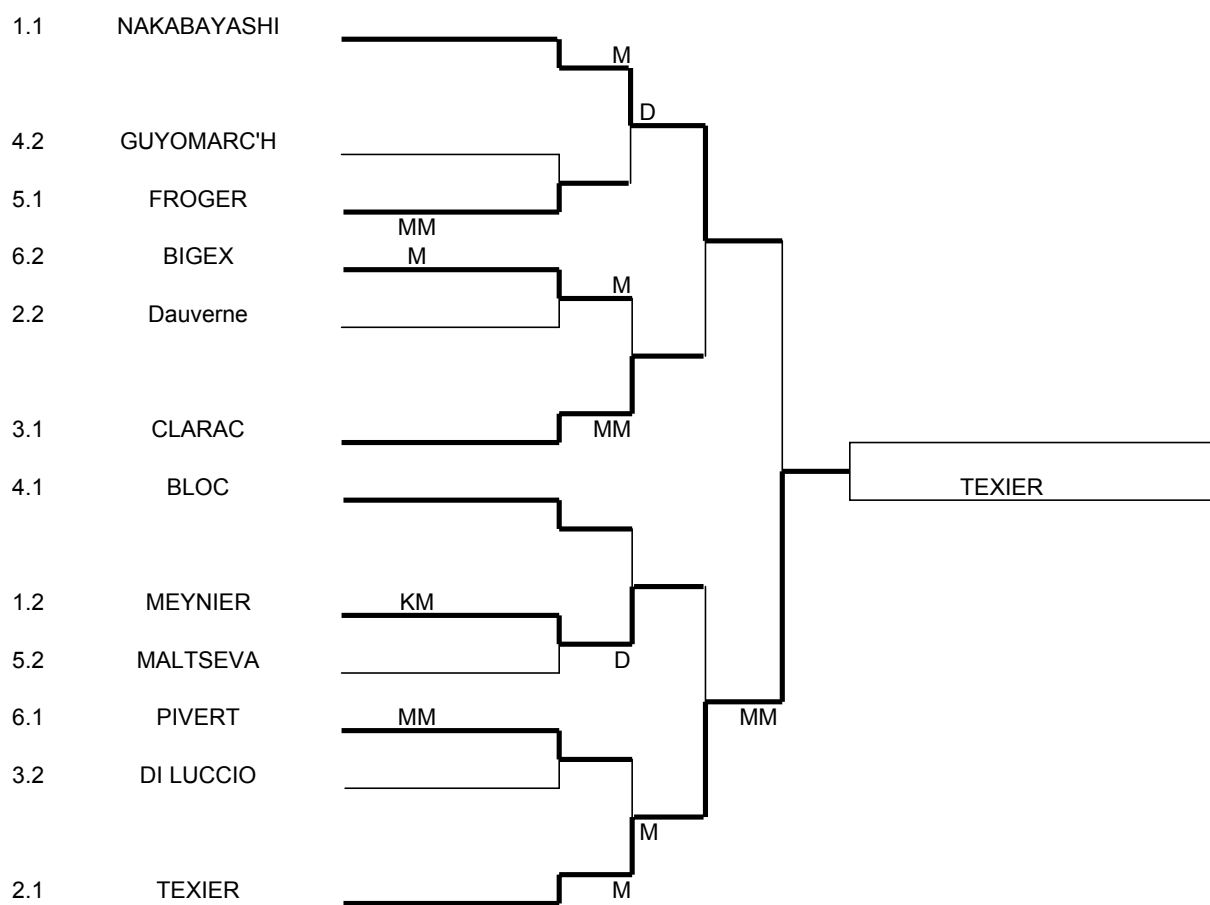 1.1 NAKABAYASHI
M
D
4.2 GUYOMARC'H
5.1 FROGER
MM
6.2 BIGEX M
M
2.2 Dauverne
3.1 CLARAC MM
4.1 BLOC TEXIER
1.2 MEYNIER KM
5.2 MALTSEVA D
6.1 PIVERT MM MM
3.2 DI LUCCIO
M
2.1 TEXIER M